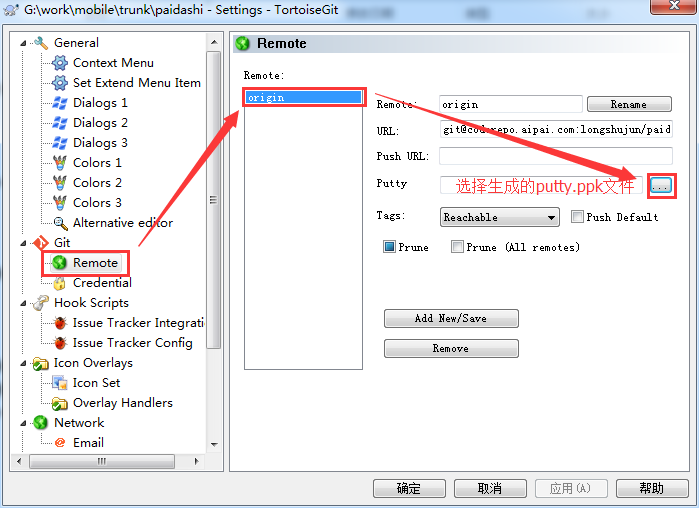 G:\work\mobile\trunk\paidashi - Settings - TortoiseGit
General
Context Menu
Set Extend Menu Item
Dialogs 1
Dialogs 2
Dialogs 3
Colors 1
Colors 2
Colors 3
Alternative editor
Git
Remote
Credential
Hook Scripts
Issue Tracker Integrati
Issue Tracker Config
Icon Overlays
Icon Set
Overlay Handlers
Network
Email
Remote
Remote:
origin
Remote: origin Rename
URL: git@coderepo.aipai.com:longshujun/paid
Push URL:
Putty 选择生成的putty.ppk文件 ...
Tags: Reachable Push Default
Prune Prune (All remotes)
Add New/Save
Remove
确定 取消 应用(A) 帮助